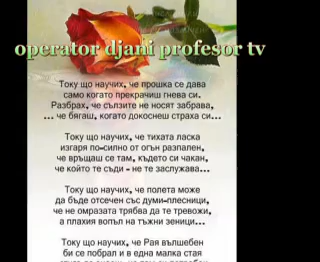 operator djani profesor tv
Току що научих, че прошка се дава
само когато прекрачиш гнева си.
Разбрах, че сълзите не носят забрава,
... че бягаш, когато докоснеш страха си...
Току що научих, че тихата ласка
изгаря по-силно от огън разпален,
че връщаш се там, където си чакан,
че който те съди - не те заслужава...
Току що научих, че полета може
да бъде отсечен със думи-плесници,
че не омразата трябва да те тревожи,
а плахия вопъл на тъжни зеници...
Току що научих, че Рая вълшебен
би се побрал и в една малка стая